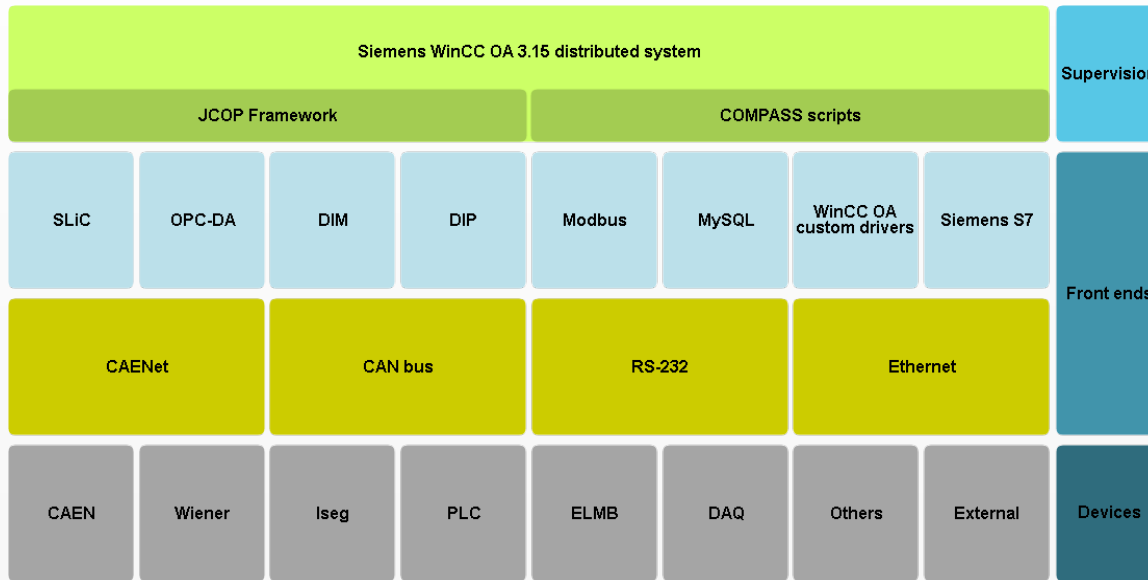 Siemens WinCC OA 3.15 distributed system
Supervision
JCOP Framework
COMPASS scripts
SLiC
OPC-DA
DIM
DIP
Modbus
MySQL
WinCC OA
custom drivers
Siemens S7
Front ends
CAENet
CAN bus
RS-232
Ethernet
CAEN
Wiener
Iseg
PLC
ELMB
DAQ
Others
External
Devices